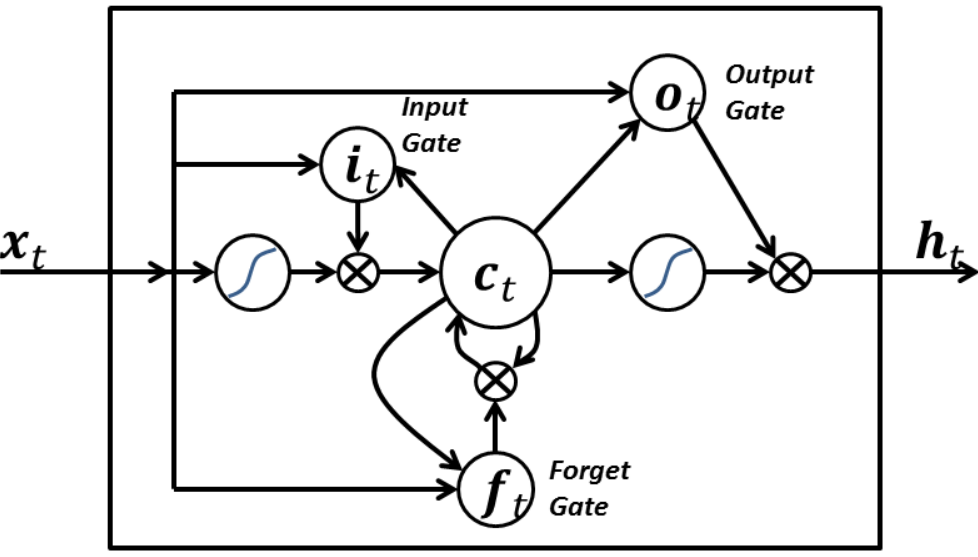 Output
Gate
o_t
Input
Gate
i_t
x_t
c_t
h_t
f_t
Forget
Gate